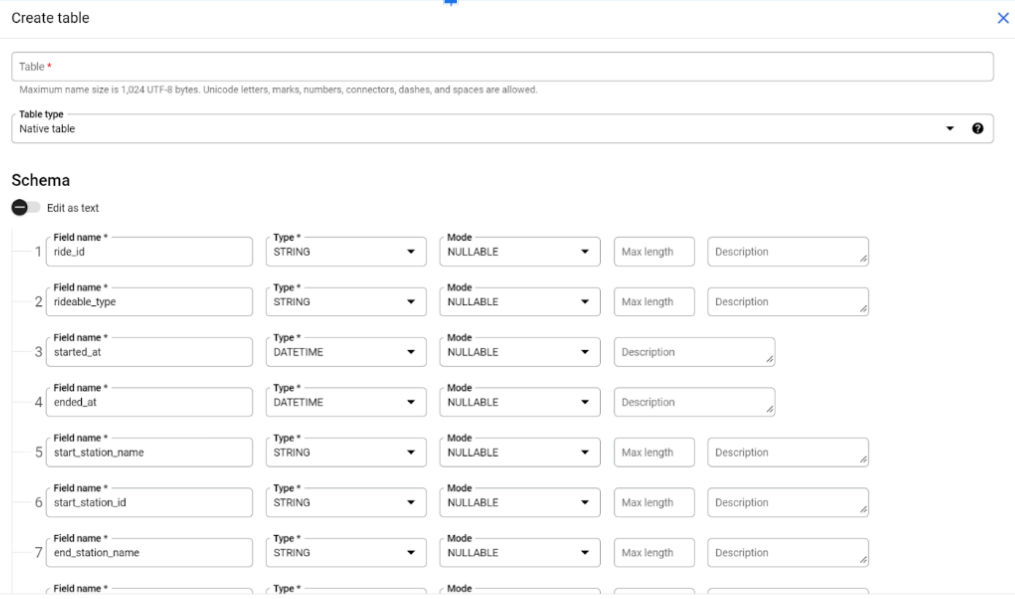 Create table
Table *
Maximum name size is 1,024 UTF-8 bytes. Unicode letters, marks, numbers, connectors, dashes, and spaces are allowed.
Table type
Native table
Schema
Edit as text
Field name * Type * Mode
1 ride_id STRING NULLABLE Max length Description
Field name * Type * Mode
2 rideable_type STRING NULLABLE Max length Description
Field name * Type * Mode
3 started_at DATETIME NULLABLE Description
Field name * Type * Mode
4 ended_at DATETIME NULLABLE Description
Field name * Type * Mode
5 start_station_name STRING NULLABLE Max length Description
Field name * Type * Mode
6 start_station_id STRING NULLABLE Max length Description
Field name * Type * Mode
7 end_station_name STRING NULLABLE Max length Description
Field name * Type * Mode